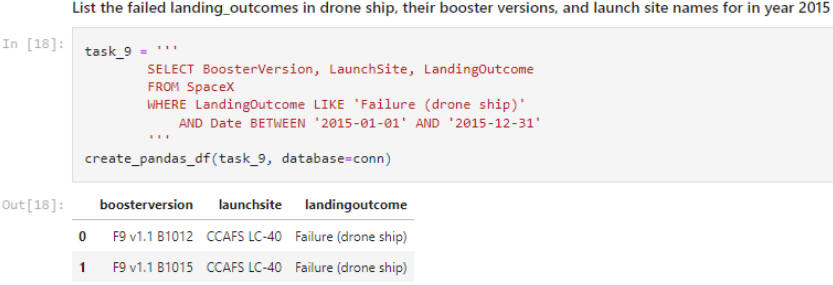 List the failed landing_outcomes in drone ship, their booster versions, and launch site names for in year 2015
In [18]: task_9 = '''
SELECT BoosterVersion, LaunchSite, LandingOutcome
FROM SpaceX
WHERE LandingOutcome LIKE 'Failure (drone ship)'
AND Date BETWEEN '2015-01-01' AND '2015-12-31'
'''
create_pandas_df(task_9, database=conn)
Out[18]: boosterversion launchsite landingoutcome
0 F9 v1.1 B1012 CCAFS LC-40 Failure (drone ship)
1 F9 v1.1 B1015 CCAFS LC-40 Failure (drone ship)